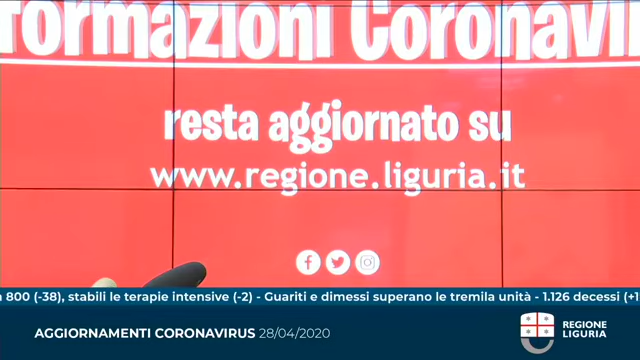 formazioni Coronavi
resta aggiornato su
www.regione.liguria.it
800 (-38), stabili le terapie intensive (-2) - Guariti e dimessi superano le tremila unità - 1.126 decessi (+1
AGGIORNAMENTI CORONAVIRUS 28/04/2020
REGIONE
LIGURIA